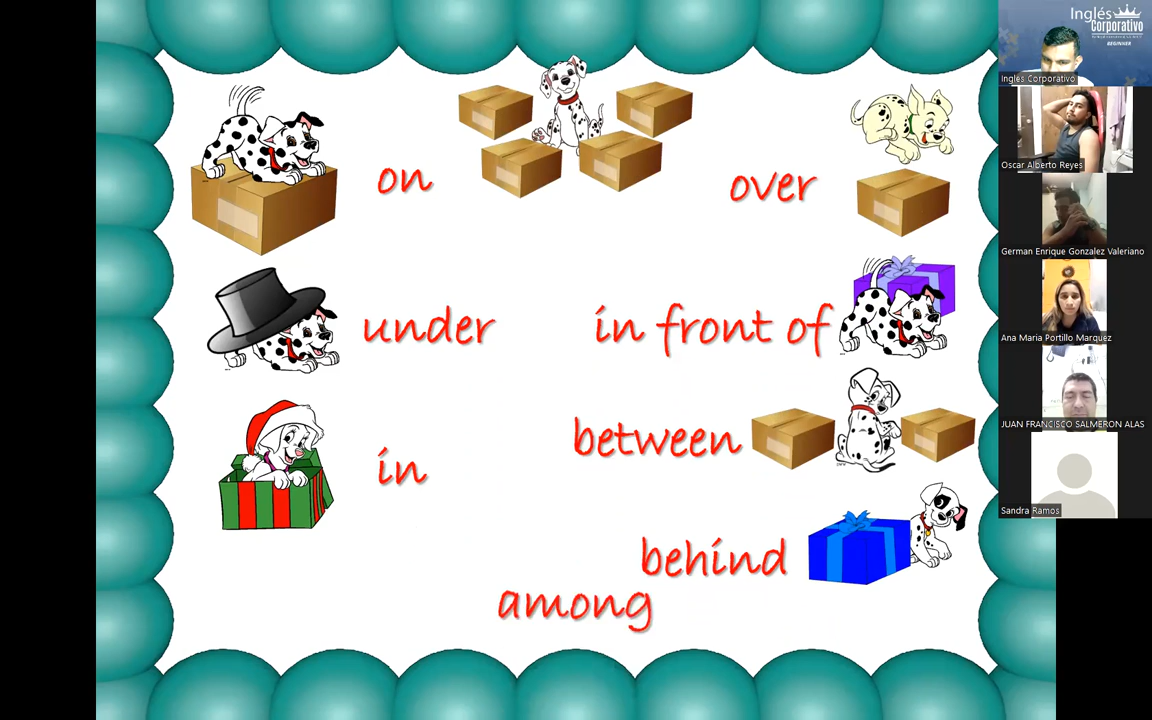 on
over
under
in front of
between
in
behind
among
Inglés
Corporativo
BEGINNER
Inglés Corporativo
Oscar Alberto Reyes
German Enrique Gonzalez Valeriano
Ana Maria Portillo Marquez
JUAN FRANCISCO SALMERON ALAS
Sandra Ramos